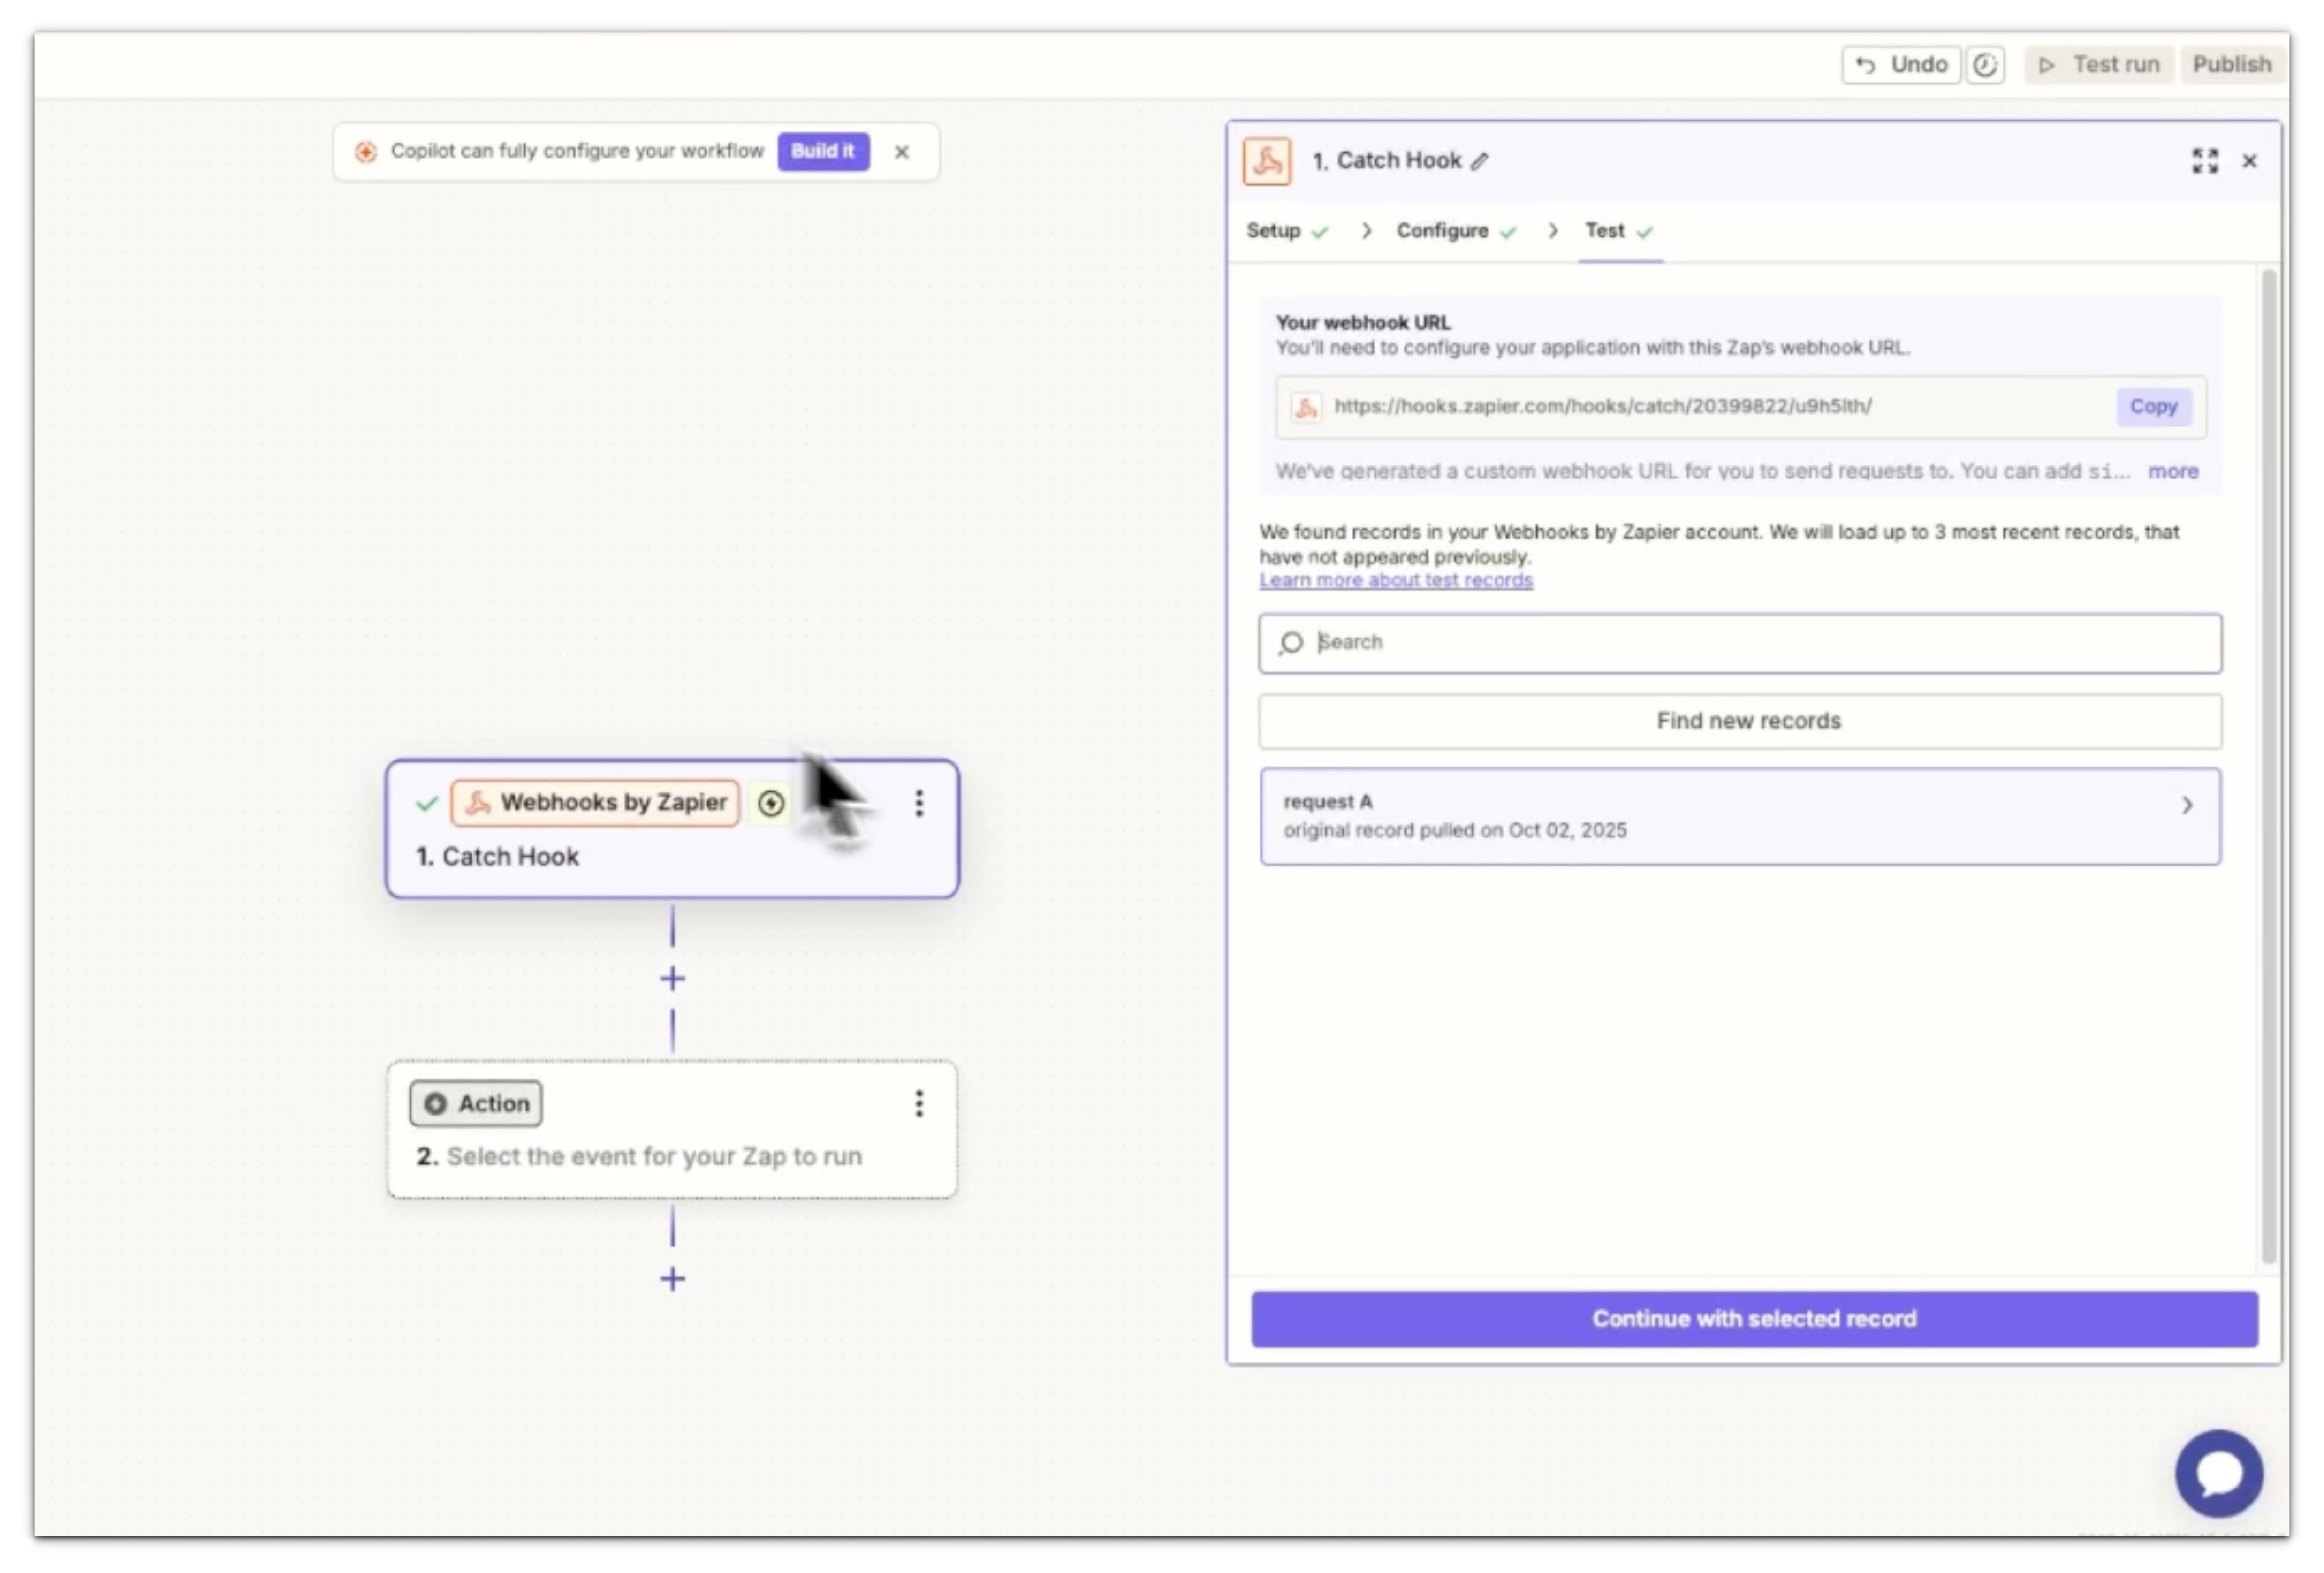 Undo
Test run
Publish
Copilot can fully configure your workflow
Build it
1. Catch Hook
Setup
Configure
Test
Your webhook URL
You'll need to configure your application with this Zap's webhook URL.
https://hooks.zapier.com/hooks/catch/20399822/u9h5lth/
Copy
We've generated a custom webhook URL for you to send requests to. You can add si... more
We found records in your Webhooks by Zapier account. We will load up to 3 most recent records, that
have not appeared previously.
Learn more about test records
Search
Find new records
request A
original record pulled on Oct 02, 2025
Continue with selected record
Webhooks by Zapier
1. Catch Hook
Action
2. Select the event for your Zap to run